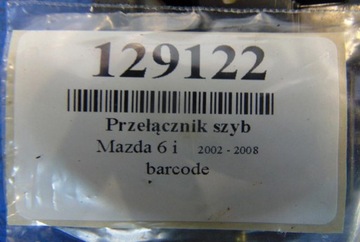 129122
Przełącznik szyb
Mazda 6 i 2002 - 2008
barcode